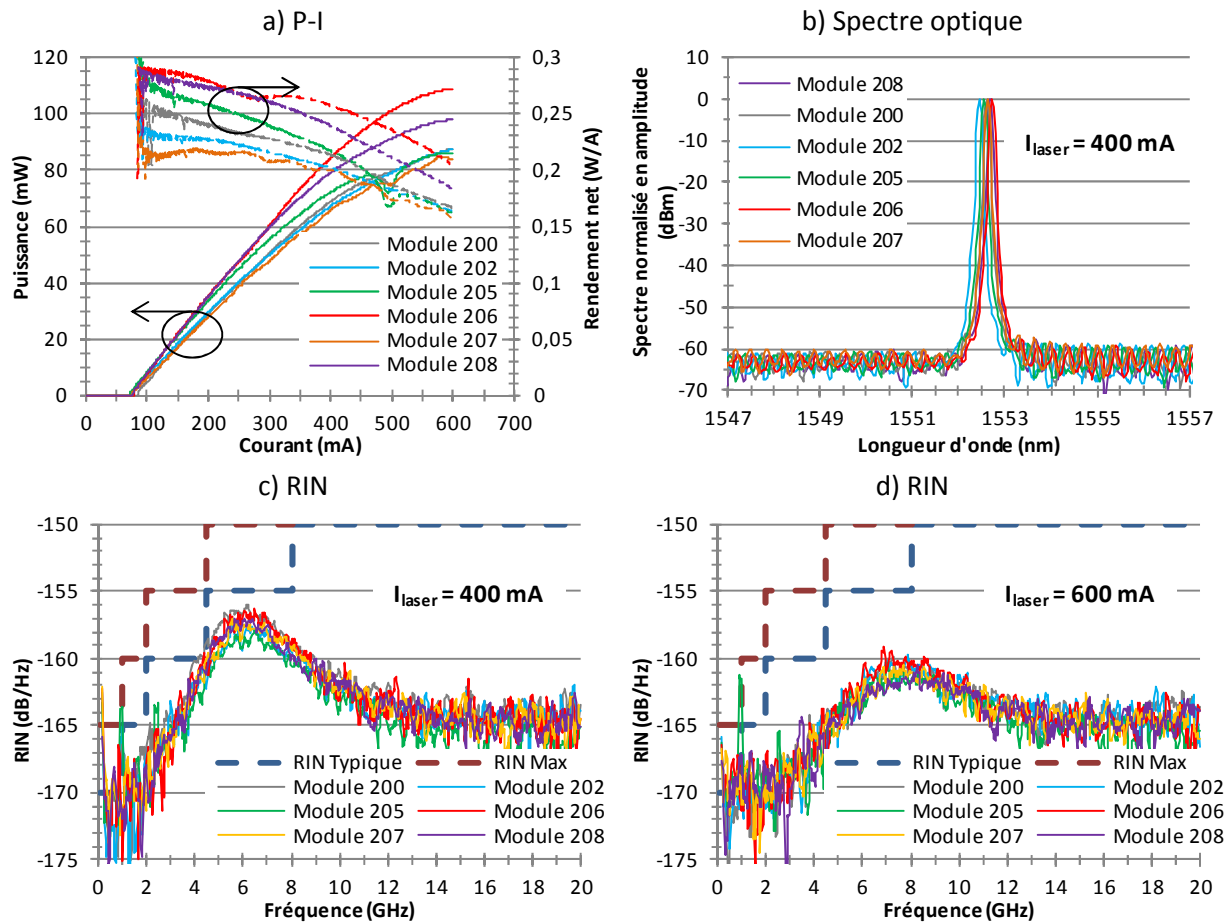 a) P-I
120
100
80
60
40
20
0
Puissance (mW)
0,3
0,25
0,2
0,15
0,1
0,05
0
Rendement net (W/A)
Module 200
Module 202
Module 205
Module 206
Module 207
Module 208
0 100 200 300 400 500 600 700
Courant (mA)
b) Spectre optique
10
0
-10
-20
-30
-40
-50
-60
-70
Spectre normalisé en amplitude
(dBm)
Module 208
Module 200
Module 202
Module 205
Module 206
Module 207
Ilaser = 400 mA
1547 1549 1551 1553 1555 1557
Longueur d'onde (nm)
c) RIN
-150
-155
-160
-165
-170
-175
RIN (dB/Hz)
Ilaser = 400 mA
RIN Typique RIN Max
Module 200 Module 202
Module 205 Module 206
Module 207 Module 208
0 2 4 6 8 10 12 14 16 18 20
Fréquence (GHz)
d) RIN
-150
-155
-160
-165
-170
-175
RIN (dB/Hz)
Ilaser = 600 mA
RIN Typique RIN Max
Module 200 Module 202
Module 205 Module 206
Module 207 Module 208
0 2 4 6 8 10 12 14 16 18 20
Fréquence (GHz)